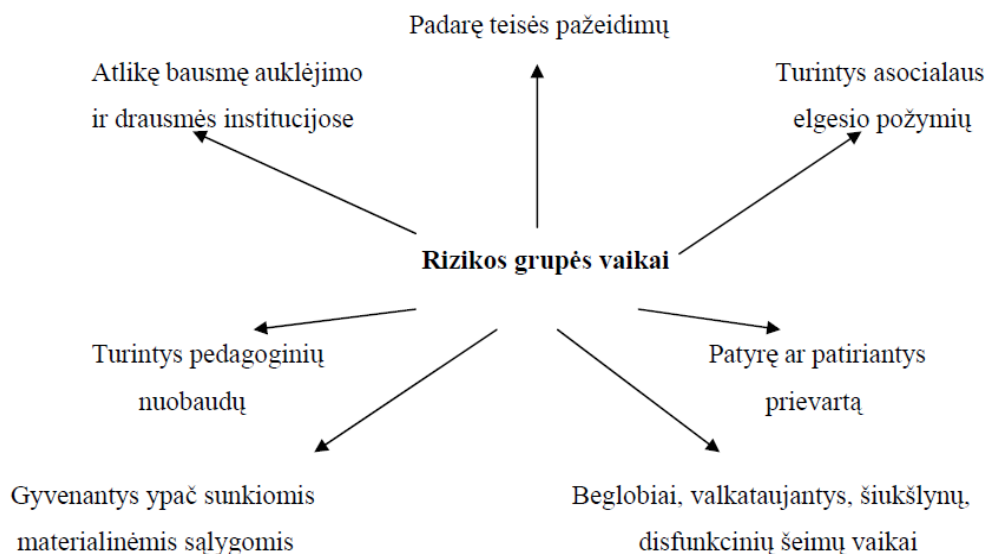 Padarę teisės pažeidimų
Atlikę bausmę auklėjimo
ir drausmės institucijose
Turintys asocialaus
elgesio požymių
Rizikos grupės vaikai
Turintys pedagoginių
nuobaudų
Patyrę ar patiriantys
prievartą
Gyvenantys ypač sunkiomis
materialinėmis sąlygomis
Beglobiai, valkataujantys, šiukšlynų,
disfunkcinių šeimų vaikai